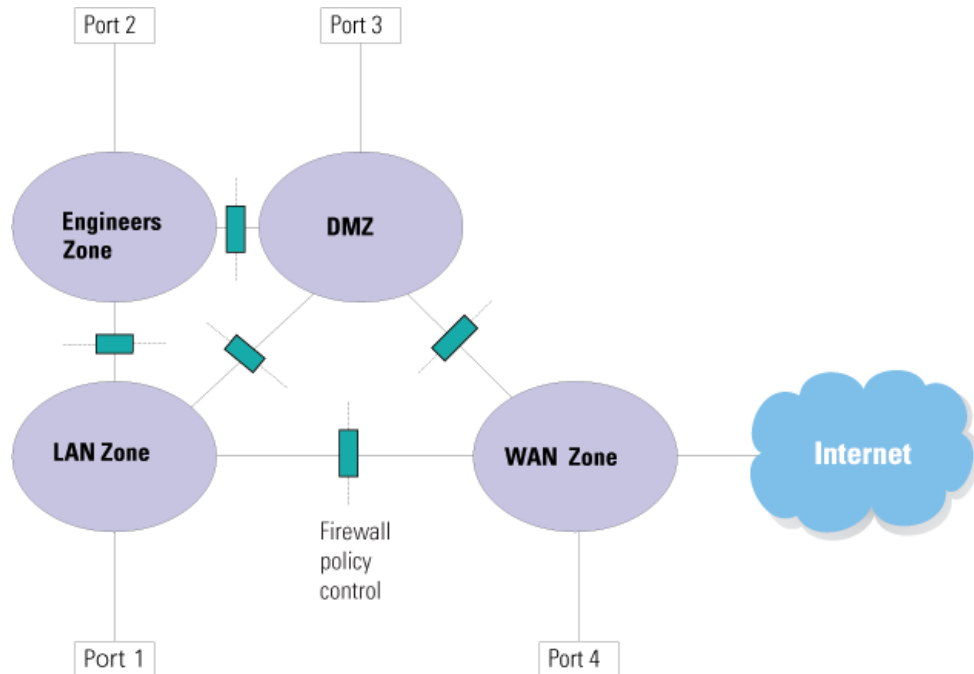 Port 2
Port 3
Engineers
Zone
DMZ
LAN Zone
WAN Zone
Internet
Firewall
policy
control
Port 1
Port 4